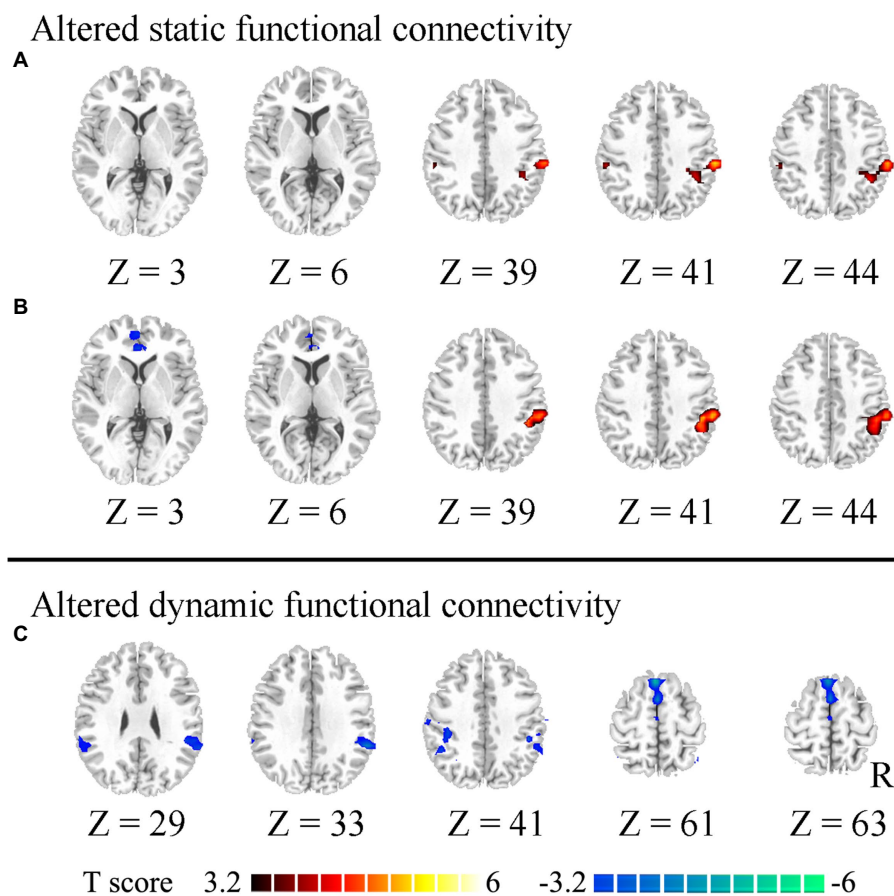 Altered static functional connectivity
A
Z = 3 Z = 6 Z = 39 Z = 41 Z = 44
B
Z = 3 Z = 6 Z = 39 Z = 41 Z = 44
Altered dynamic functional connectivity
C
R
Z = 29 Z = 33 Z = 41 Z = 61 Z = 63
T score 3.2 6 -3.2 -6